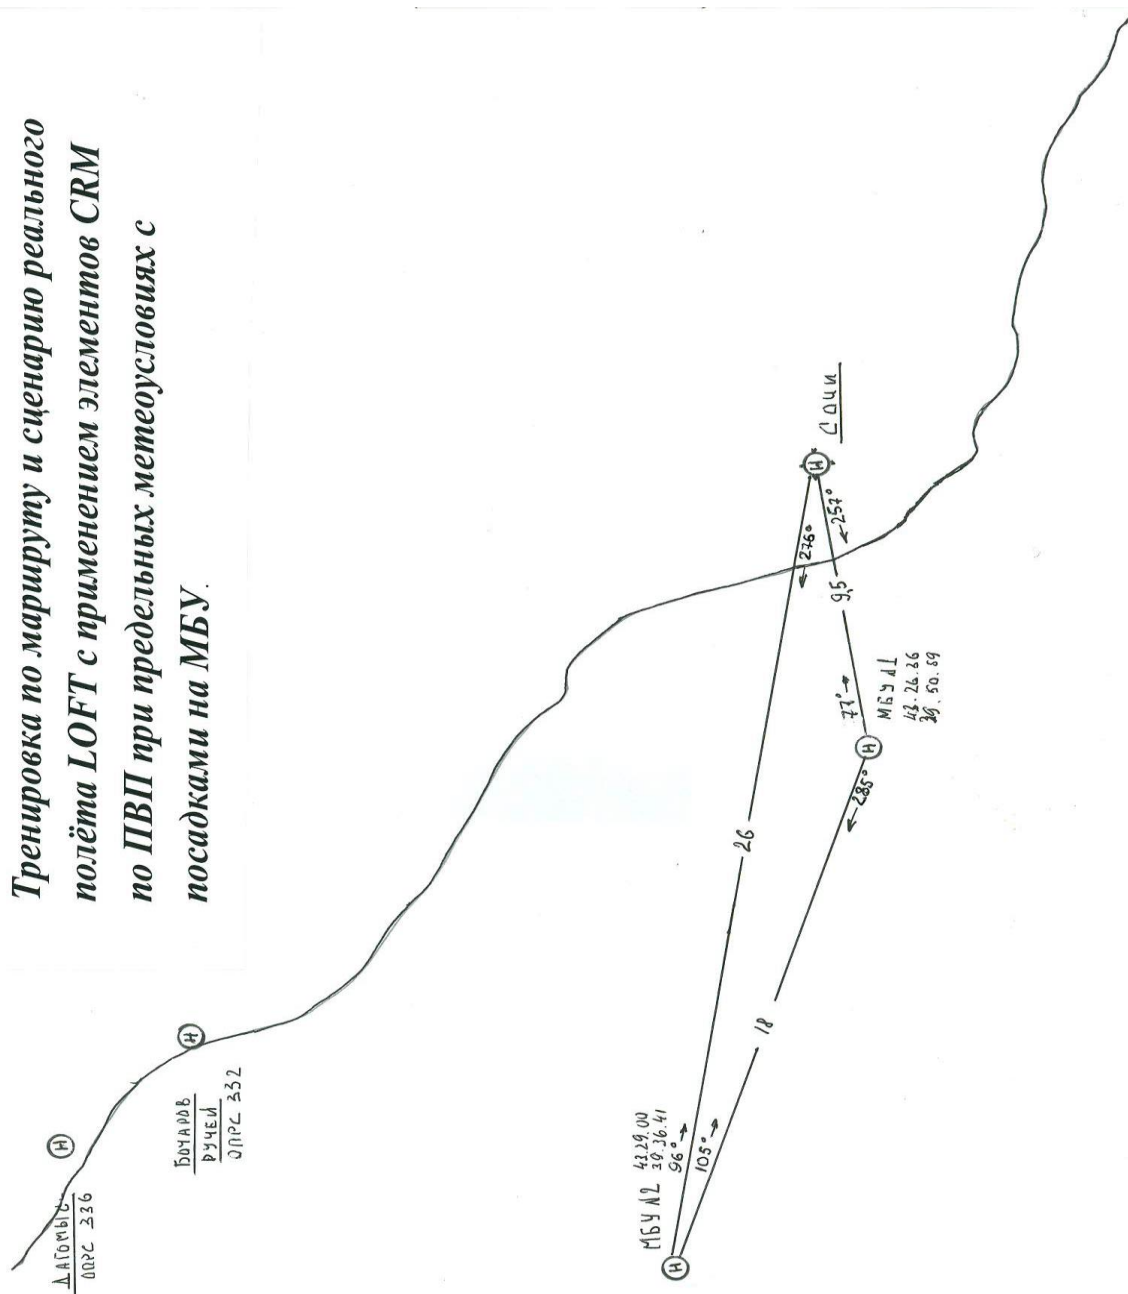 Тренировка по маршруту и сценарию реального
полёта LOFT с применением элементов CRM
по ПВП при предельных метеоусловиях с
посадками на МБУ.
ДАГОМЫС
ОПРС 336
БОЧАРОВ
РУЧЕЙ
ОПРС 332
СОЧИ
276°
257°
9,5
77°
МБУ №1
43.26.26
39.50.59
285°
26
18
МБУ №2 43.29.00
39.36.41
96°
105°
H
H
H
H
H